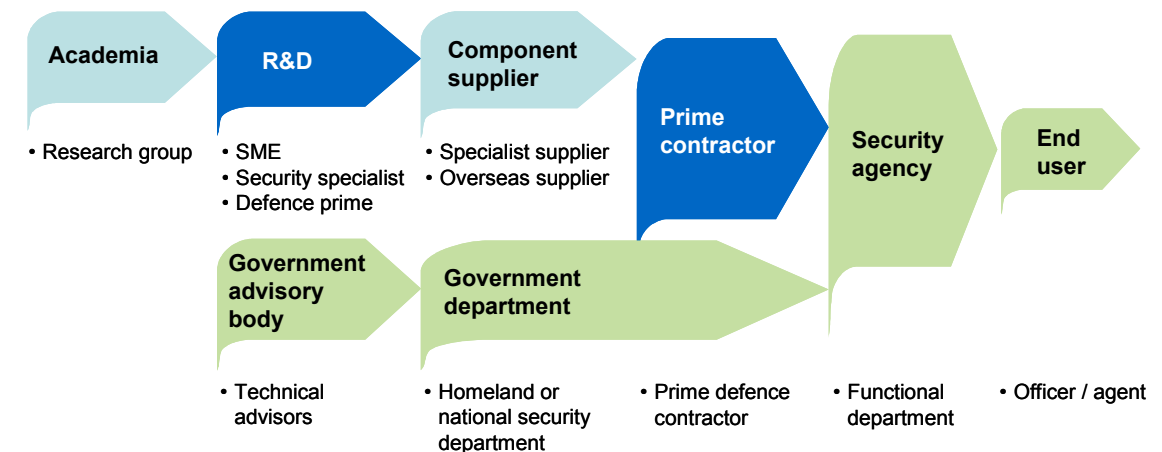 Academia
R&D
Component
supplier
Prime
contractor
Security
agency
End
user
• Research group
• SME
• Security specialist
• Defence prime
• Specialist supplier
• Overseas supplier
Government
advisory
body
Government
department
• Technical
advisors
• Homeland or
national security
department
• Prime defence
contractor
• Functional
department
• Officer / agent